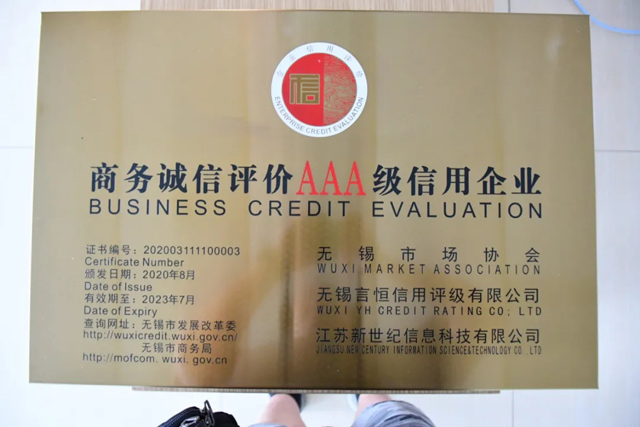 企业信用评价
信
ENTERPRISE CREDIT EVALUATION
商务诚信评价AAA级信用企业
BUSINESS CREDIT EVALUATION
证书编号：202003111100003
Certificate Number
颁发日期：2020年8月
Date of Issue
有效期至：2023年7月
Date of Expiry
查询网址：无锡市发展改革委
http://wuxicredit.wuxi.gov.cn/
无锡市商务局
http://mofcom.wuxi.gov.cn
无锡市场协会
WUXI MARKET ASSOCIATION
无锡言恒信用评级有限公司
WUXI YH CREDIT RATING CO; LTD
江苏新世纪信息科技有限公司
JIANGSU NEW CENTURY INFORMATION SCIENCE&TECHNOLOGY CO., LTD